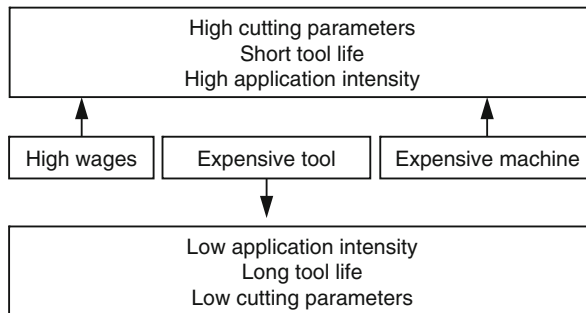 High cutting parameters
Short tool life
High application intensity
High wages
Expensive tool
Expensive machine
Low application intensity
Long tool life
Low cutting parameters